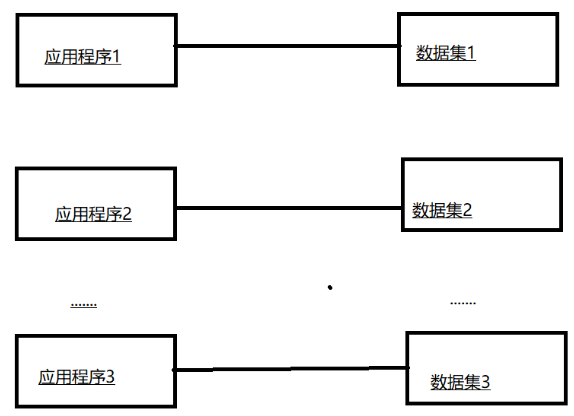 应用程序1
数据集1
应用程序2
数据集2
.......
.......
应用程序3
数据集3